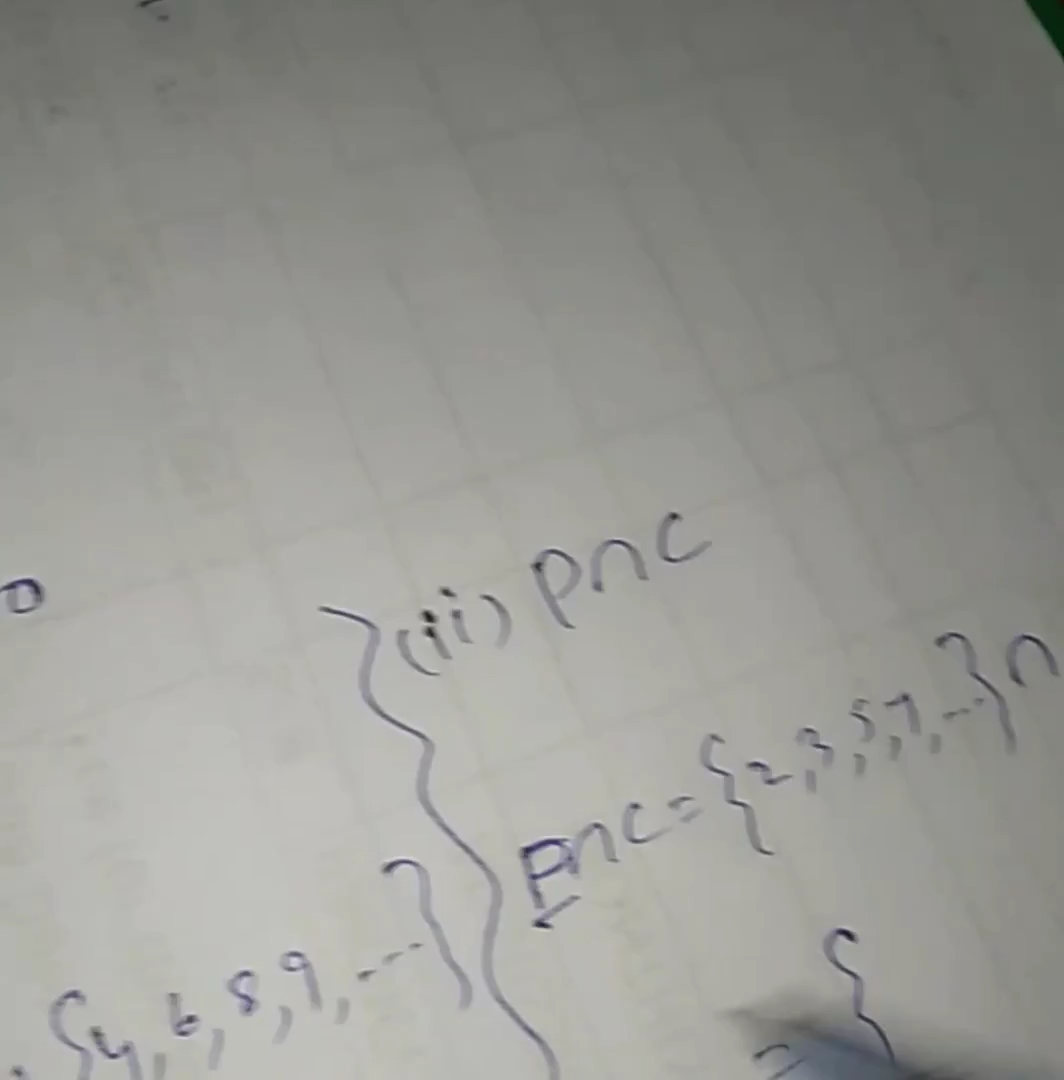 (ii) P∩C
P∩C = {2,3,5,7,...}∩
{4,6,8,9,...}
= {